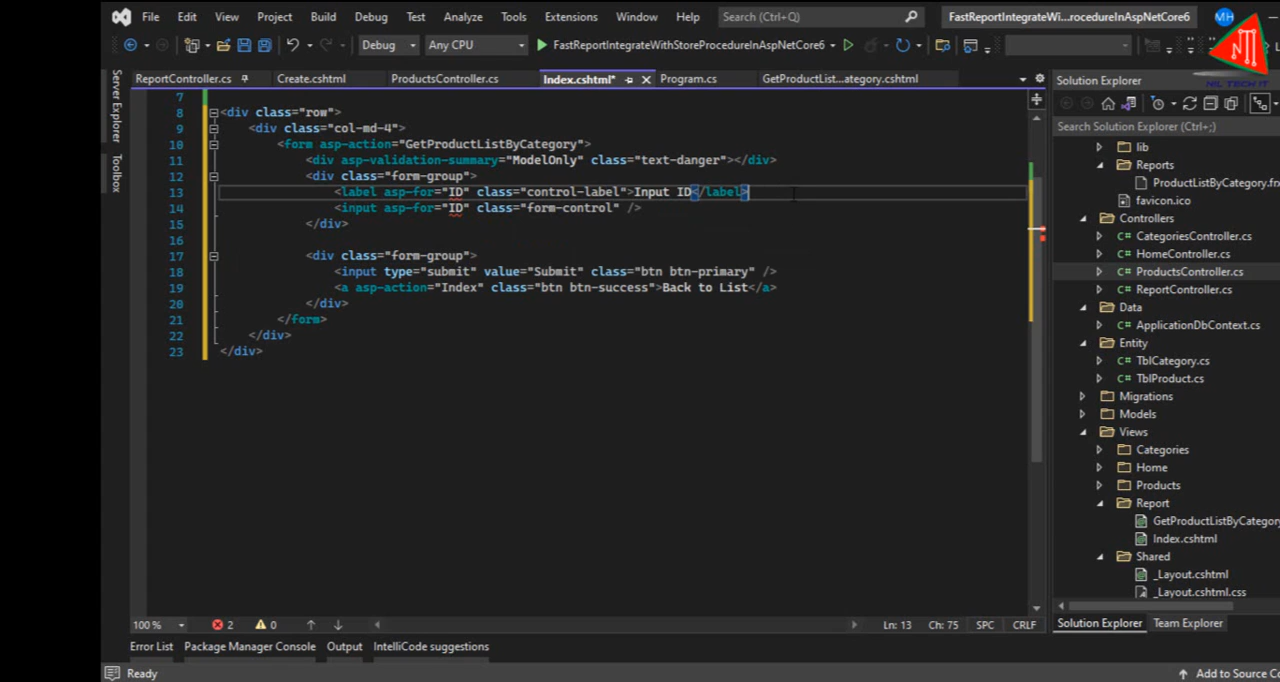 File Edit View Project Build Debug Test Analyze Tools Extensions Window Help Search (Ctrl+Q) FastReportIntegrateWi...rocedureInAspNetCore6 MH
Debug Any CPU FastReportIntegrateWithStoreProcedureInAspNetCore6
ReportController.cs Create.cshtml ProductsController.cs Index.cshtml* Program.cs GetProductList...ategory.cshtml
Server Explorer
Toolbox
7
8 <div class="row">
9 <div class="col-md-4">
10 <form asp-action="GetProductListByCategory">
11 <div asp-validation-summary="ModelOnly" class="text-danger"></div>
12 <div class="form-group">
13 <label asp-for="ID" class="control-label">Input ID</label>
14 <input asp-for="ID" class="form-control" />
15 </div>
16
17 <div class="form-group">
18 <input type="submit" value="Submit" class="btn btn-primary" />
19 <a asp-action="Index" class="btn btn-success">Back to List</a>
20 </div>
21 </form>
22 </div>
23 </div>
100 % 2 0 Ln: 13 Ch: 75 SPC CRLF
Error List Package Manager Console Output IntelliCode suggestions
Ready Add to Source Co
Solution Explorer
Search Solution Explorer (Ctrl+;)
lib
Reports
ProductListByCategory.fr
favicon.ico
Controllers
C# CategoriesController.cs
C# HomeController.cs
C# ProductsController.cs
C# ReportController.cs
Data
C# ApplicationDbContext.cs
Entity
C# TblCategory.cs
C# TblProduct.cs
Migrations
Models
Views
Categories
Home
Products
Report
GetProductListByCategory
Index.cshtml
Shared
_Layout.cshtml
_Layout.cshtml.css
Solution Explorer Team Explorer